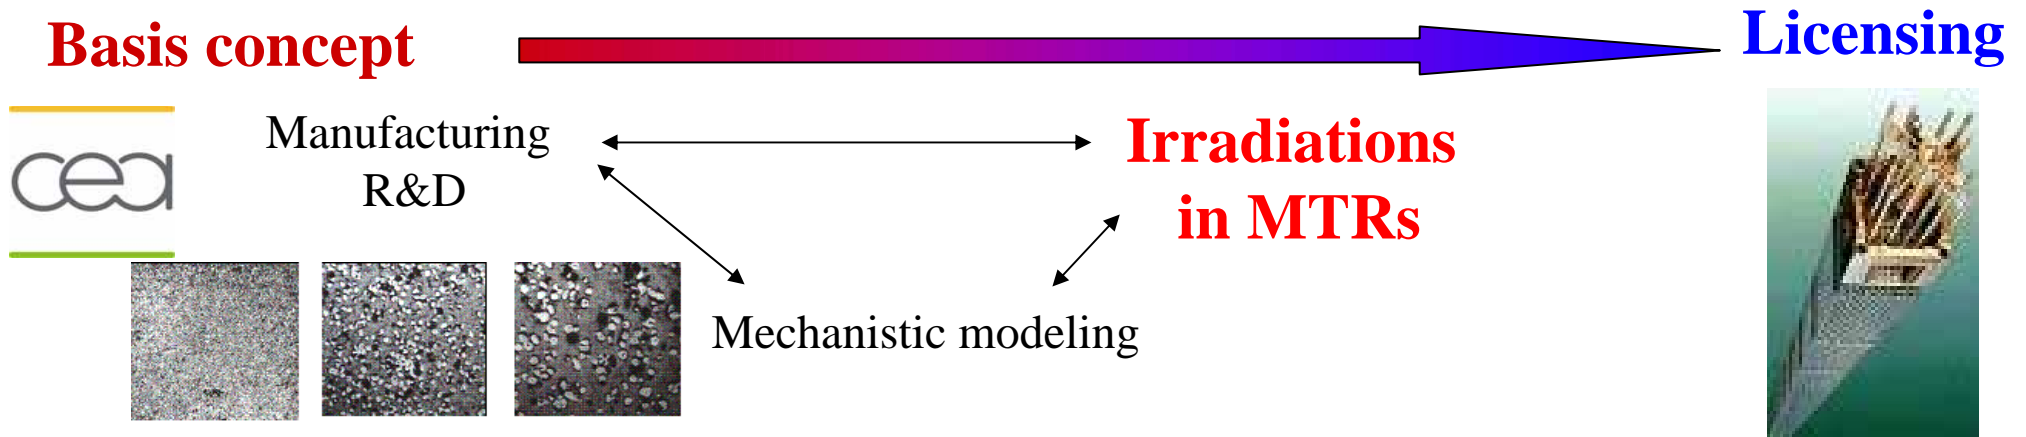 Basis concept
Licensing
cea
Manufacturing
R&D
Irradiations
in MTRs
Mechanistic modeling